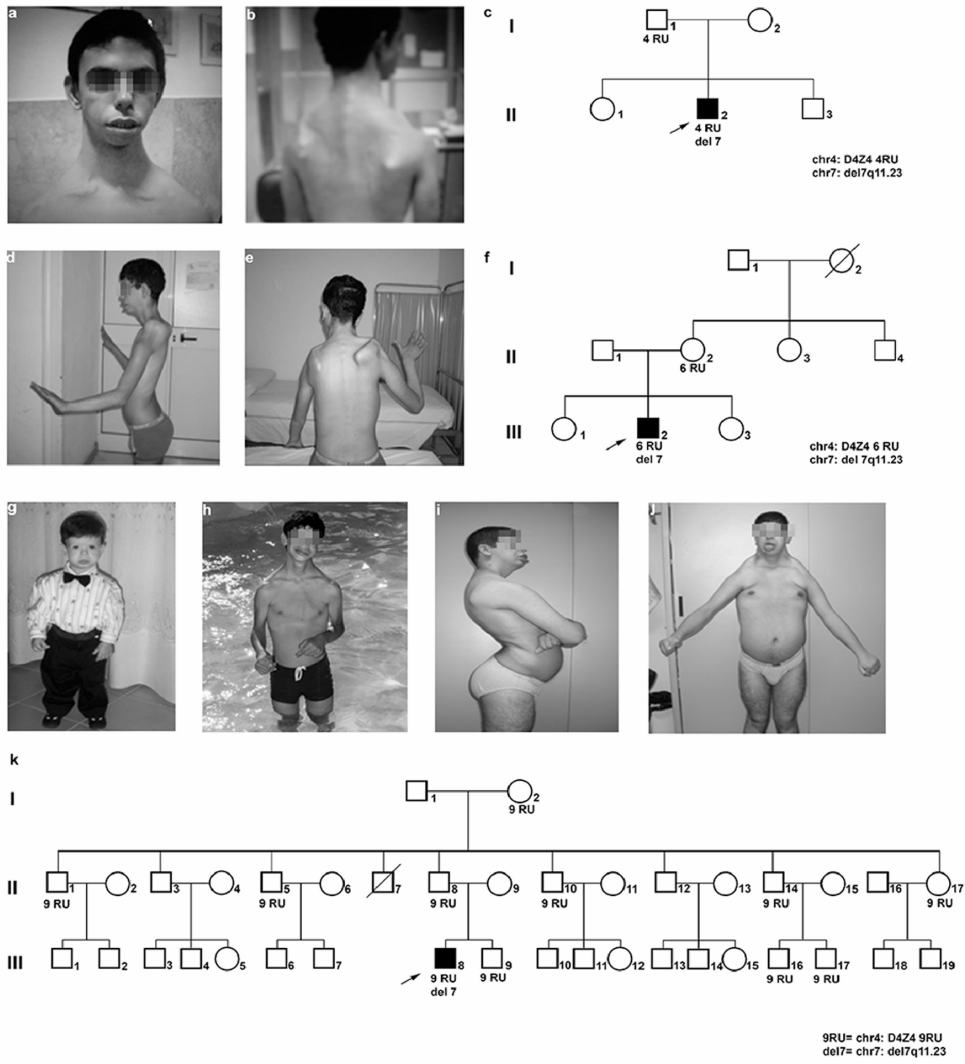 a
b
c
I
1
2
4 RU
II
1
2
3
4 RU
del 7
chr4: D4Z4 4RU
chr7: del7q11.23
d
e
f
I
1
2
II
1
2
3
4
6 RU
III
1
2
3
6 RU
del 7
chr4: D4Z4 6 RU
chr7: del 7q11.23
g
h
i
j
k
I
1
2
9 RU
II
1 2 3 4 5 6 7 8 9 10 11 12 13 14 15 16 17
9 RU 9 RU 9 RU 9 RU 9 RU 9 RU
III
1 2 3 4 5 6 7 8 9 10 11 12 13 14 15 16 17 18 19
9 RU 9 RU 9 RU 9 RU
del 7
9RU= chr4: D4Z4 9RU
del7= chr7: del7q11.23